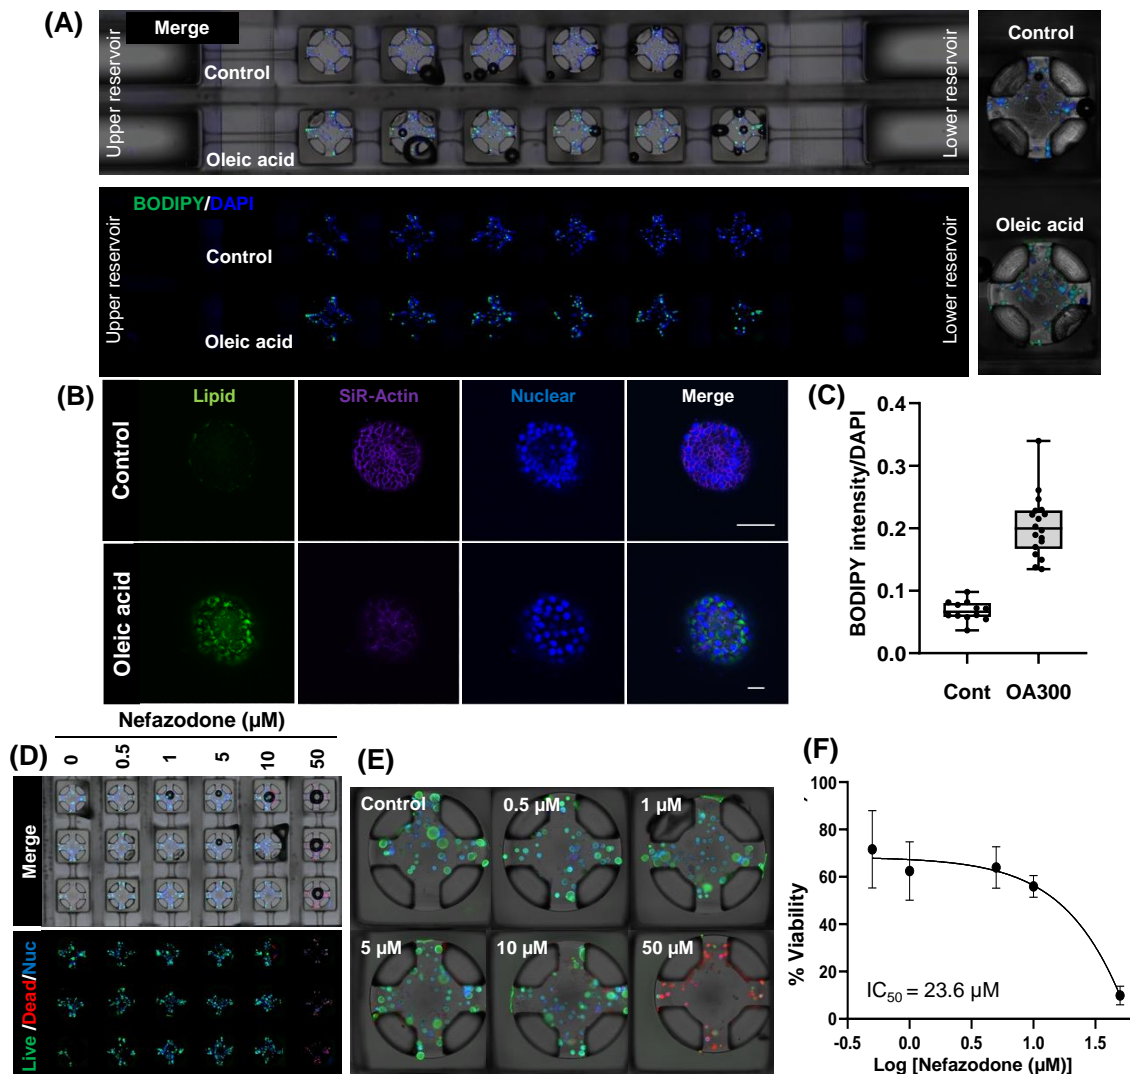 (A)
Merge
Upper reservoir
Control
Oleic acid
Lower reservoir
Control
Oleic acid
BODIPY/DAPI
Upper reservoir
Control
Oleic acid
Lower reservoir
(B)
Lipid
SiR-Actin
Nuclear
Merge
Control
Oleic acid
(C)
BODIPY intensity/DAPI
0.4
0.3
0.2
0.1
0.0
Cont
OA300
(D)
Nefazodone (µM)
0
0.5
1
5
10
50
Merge
Live /Dead/Nuc
(E)
Control
0.5 µM
1 µM
5 µM
10 µM
50 µM
(F)
% Viability
100
80
60
40
20
0
IC50 = 23.6 µM
-0.5
0.0
0.5
1.0
1.5
Log [Nefazodone (µM)]